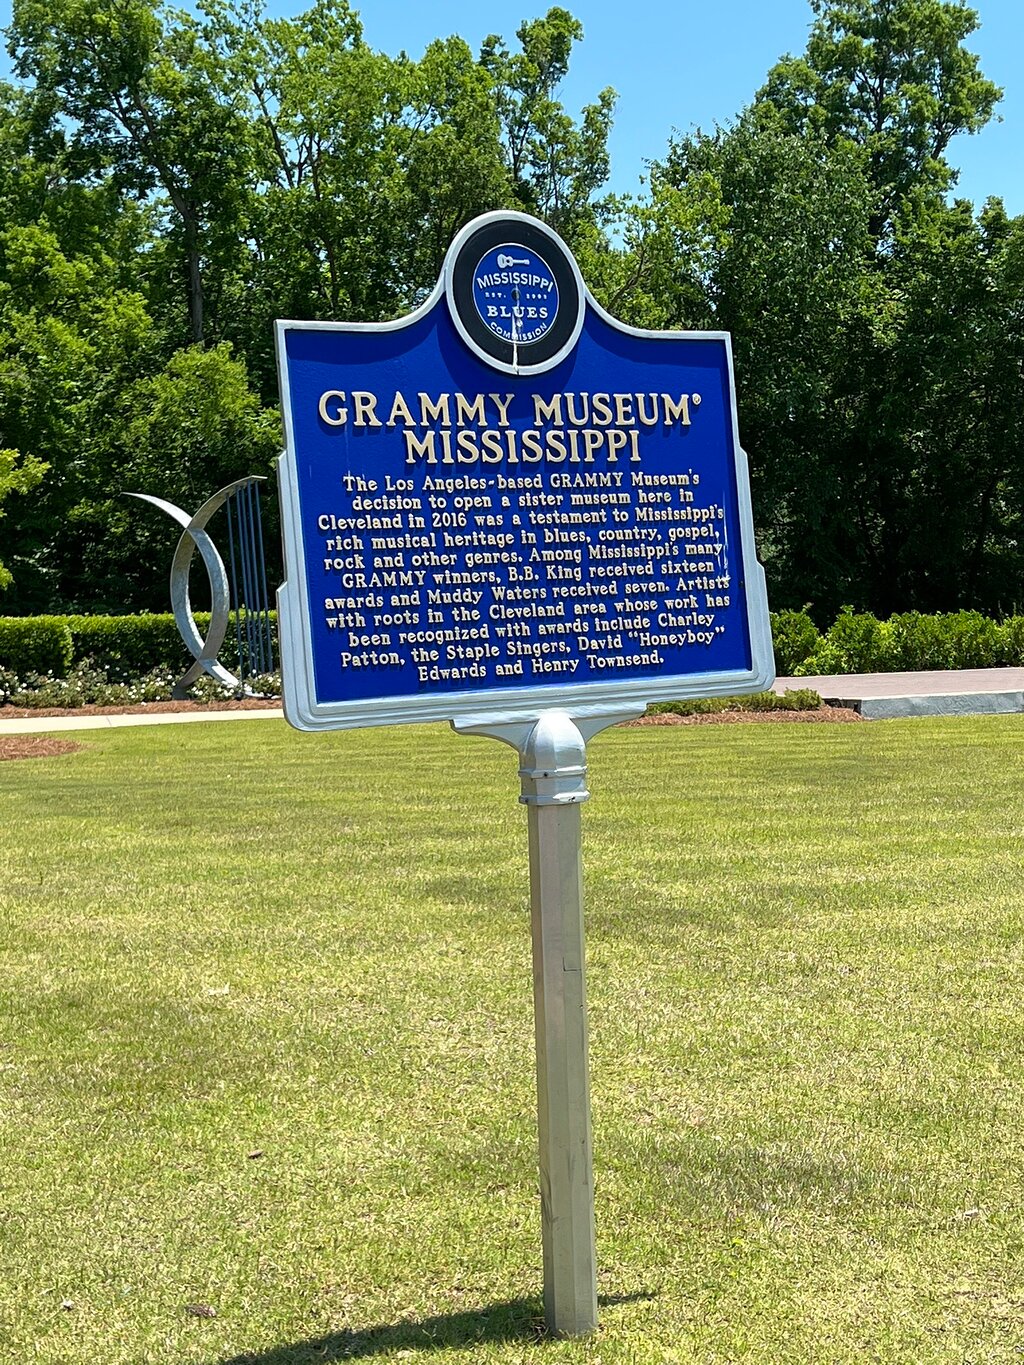 MISSISSIPPI
EST. 2003
BLUES
COMMISSION
GRAMMY MUSEUM®
MISSISSIPPI
The Los Angeles-based GRAMMY Museum's
decision to open a sister museum here in
Cleveland in 2016 was a testament to Mississippi's
rich musical heritage in blues, country, gospel,
rock and other genres. Among Mississippi's many
GRAMMY winners, B.B. King received sixteen
awards and Muddy Waters received seven. Artists
with roots in the Cleveland area whose work has
been recognized with awards include Charley
Patton, the Staple Singers, David "Honeyboy"
Edwards and Henry Townsend.